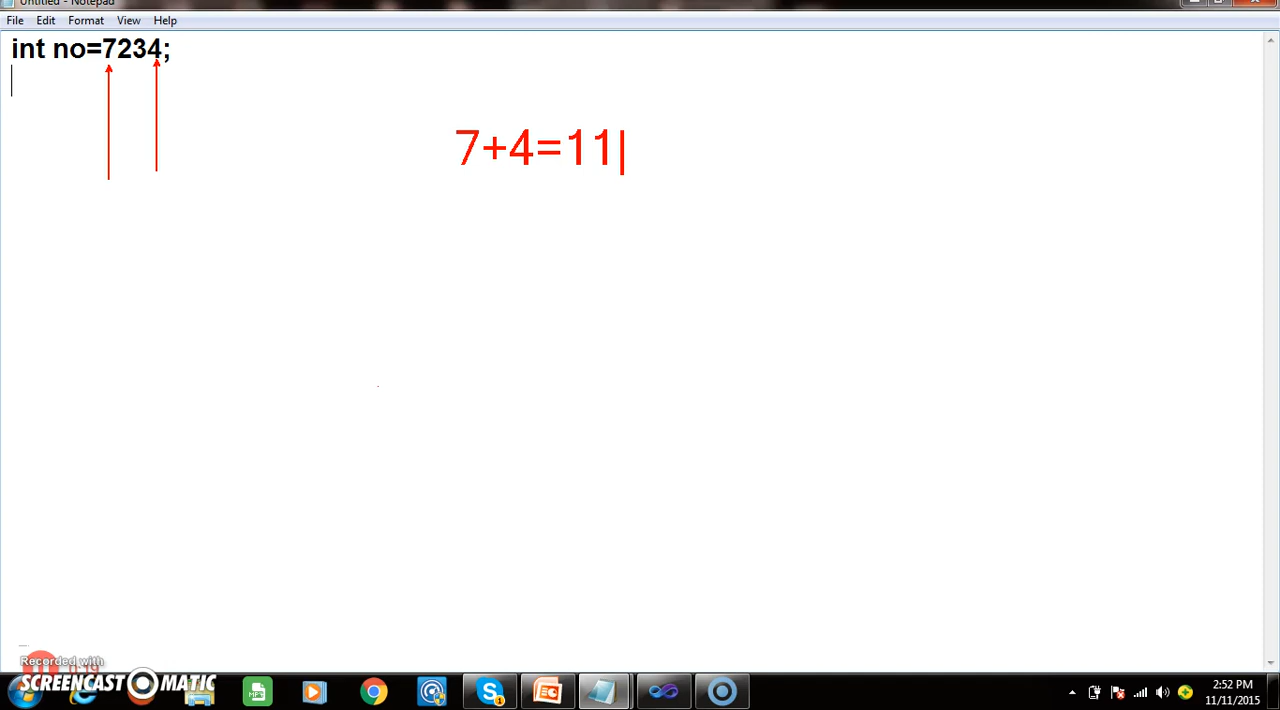 Untitled - Notepad
File Edit Format View Help
int no=7234;
7+4=11
Recorded with
SCREENCAST MATIC
2:52 PM
11/11/2015